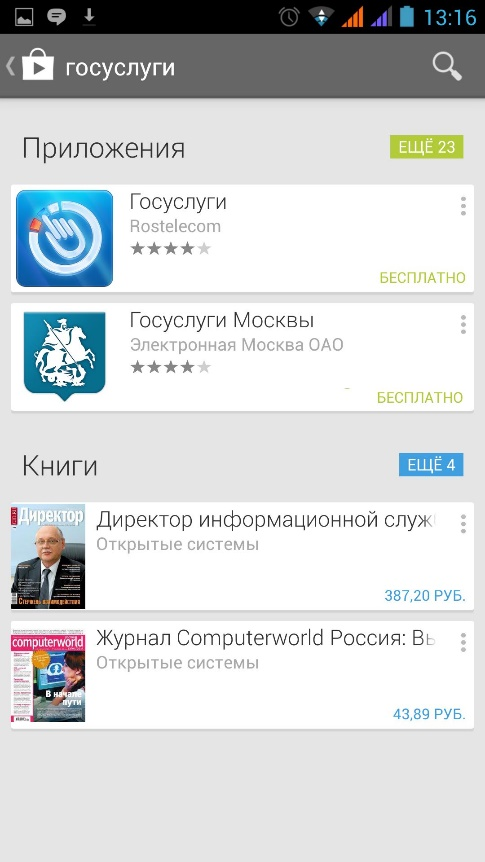 13:16
госуслуги
Приложения
ЕЩЁ 23
Госуслуги
Rostelecom
БЕСПЛАТНО
Госуслуги Москвы
Электронная Москва ОАО
БЕСПЛАТНО
Книги
ЕЩЁ 4
Директор
Директор информационной служ
Открытые системы
387,20 РУБ.
computerworld
В начале
пути
Журнал Computerworld Россия: Вы
Открытые системы
43,89 РУБ.